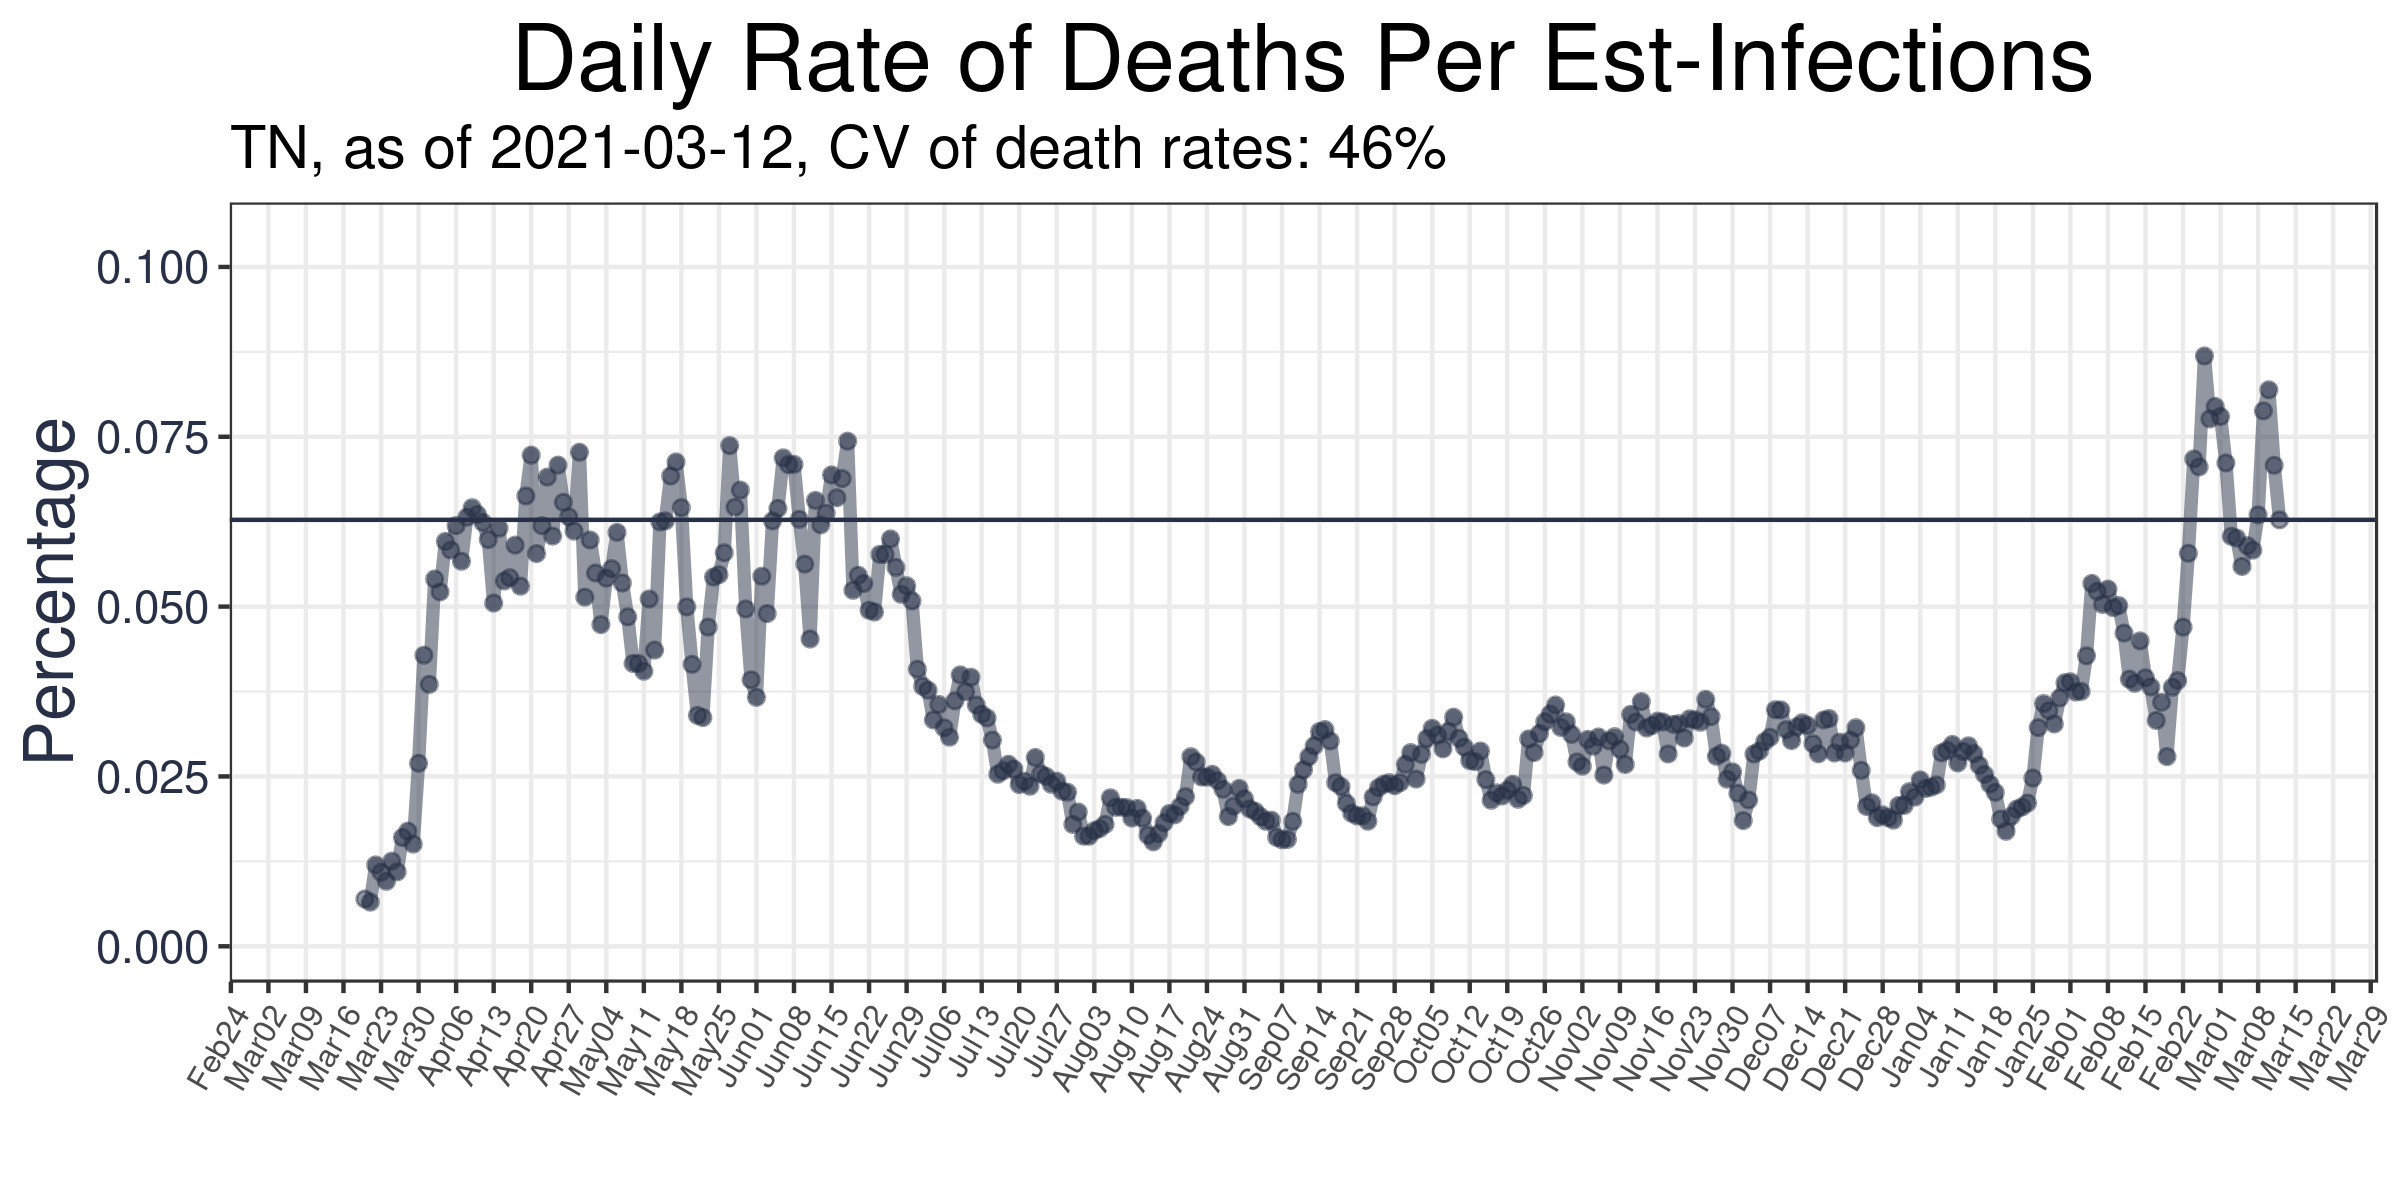 Daily Rate of Deaths Per Est-Infections
TN, as of 2021-03-12, CV of death rates: 46%
Percentage
0.100
0.075
0.050
0.025
0.000
Feb24
Mar02
Mar09
Mar16
Mar23
Mar30
Apr06
Apr13
Apr20
Apr27
May04
May11
May18
May25
Jun01
Jun08
Jun15
Jun22
Jun29
Jul06
Jul13
Jul20
Jul27
Aug03
Aug10
Aug17
Aug24
Aug31
Sep07
Sep14
Sep21
Sep28
Oct05
Oct12
Oct19
Oct26
Nov02
Nov09
Nov16
Nov23
Nov30
Dec07
Dec14
Dec21
Dec28
Jan04
Jan11
Jan18
Jan25
Feb01
Feb08
Feb15
Feb22
Mar01
Mar08
Mar15
Mar22
Mar29